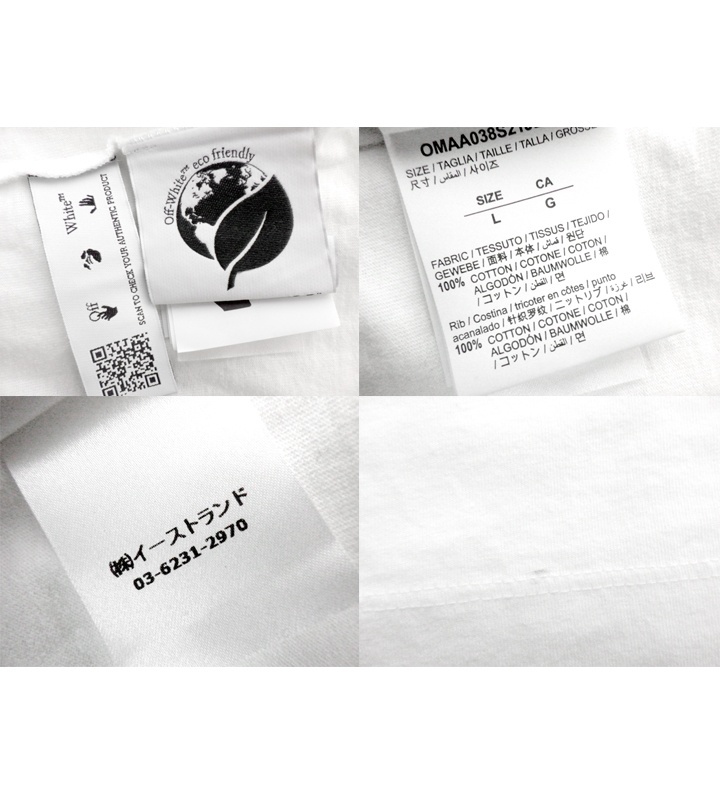 Off-White™ eco friendly
Off
White™
SCAN TO CHECK YOUR AUTHENTIC PRODUCT
SIZE / TAGLIA / TAILLE / TALLA /
尺寸 / المقاس / 사이즈
SIZE CA
L G
FABRIC / TESSUTO / TISSUS / TEJIDO /
GEWEBE / 面料 / 本体 / قماش / 원단
100% COTTON / COTONE / COTON /
ALGODÓN / BAUMWOLLE / 棉
/ コットン / القطن / 면
Rib / Costina / tricoter en côtes / punto
acanalado / 针织罗纹 / ニットリブ / غرزة / 리브
100% COTTON / COTONE / COTON /
ALGODÓN / BAUMWOLLE / 棉
/ コットン / القطن / 면
(株)イーストランド
03-6231-2970